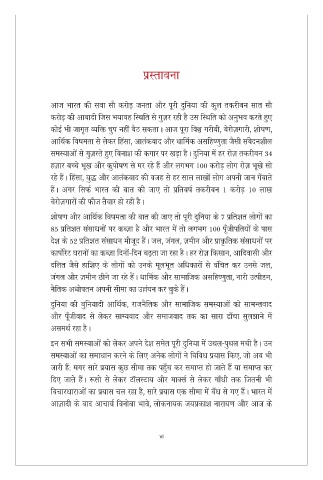 प्रस्तावना
आज भारत की सवा सौ करोड़ जनता और पूरी दुनिया की कुल तकरीबन सात सौ
करोड़ की आबादी जिस भयावह स्थिति से गुज़र रही है उस स्थिति को अनुभव करते हुए
कोई भी जागृत व्यक्ति चुप नहीं बैठ सकता। आज पूरा विश्व गरीबी, बेरोज़गारी, शोषण,
आर्थिक विषमता से लेकर हिंसा, आतंकवाद और धार्मिक असहिष्णुता जैसी संवेदनशील
समस्याओं से गुज़रते हुए विनाश की कगार पर खड़ा है। दुनिया में हर रोज़ तकरीबन 34
हज़ार बच्चे भूख और कुपोषण से मर रहे हैं और लगभग 100 करोड़ लोग रोज़ भूखे सो
रहे हैं। हिंसा, युद्ध और आतंकवाद की वजह से हर साल लाखों लोग अपनी जान गँवाते
हैं। अगर सिर्फ भारत की बात की जाए तो प्रतिवर्ष तकरीबन 1 करोड़ 10 लाख
बेरोज़गारों की फौज तैयार हो रही है।
शोषण और आर्थिक विषमता की बात की जाए तो पूरी दुनिया के 7 प्रतिशत लोगों का
85 प्रतिशत संसाधनों पर कब्ज़ा है और भारत में तो लगभग 100 पूँजीपतियों के पास
देश के 52 प्रतिशत संसाधन मौजूद हैं। जल, जंगल, ज़मीन और प्राकृतिक संसाधनों पर
कार्पोरेट घरानों का कब्ज़ा दिनों-दिन बढ़ता जा रहा है। हर रोज़ किसान, आदिवासी और
दलित जैसे हाशिए के लोगों को उनके मूलभूत अधिकारों से वंचित कर उनसे जल,
जंगल और ज़मीन छीने जा रहे हैं। धार्मिक और सामाजिक असहिष्णुता, नारी उत्पीड़न,
नैतिक अधोपतन अपनी सीमा का उलंघन कर चुके हैं।
दुनिया की बुनियादी आर्थिक, राजनैतिक और सामाजिक समस्याओं को सामन्तवाद
और पूँजीवाद से लेकर साम्यवाद और समाजवाद तक का सारा ढाँचा सुलझाने में
असमर्थ रहा है।
इन सभी समस्याओं को लेकर अपने देश समेत पूरी दुनिया में उथल-पुथल मची है। उन
समस्याओं का समाधान करने के लिए अनेक लोगों ने विविध प्रयास किए, जो अब भी
जारी हैं; मगर सारे प्रयास कुछ सीमा तक पहुँच कर समाप्त हो जाते हैं या समाप्त कर
दिए जाते हैं। रूसो से लेकर टॉलस्टाय और मार्क्स से लेकर गाँधी तक जितनी भी
विचारधाराओं का प्रयास चल रहा है, सारे प्रयास एक सीमा में बँध से गए हैं। भारत में
आज़ादी के बाद आचार्य विनोबा भावे, लोकनायक जयप्रकाश नारायण और आज के